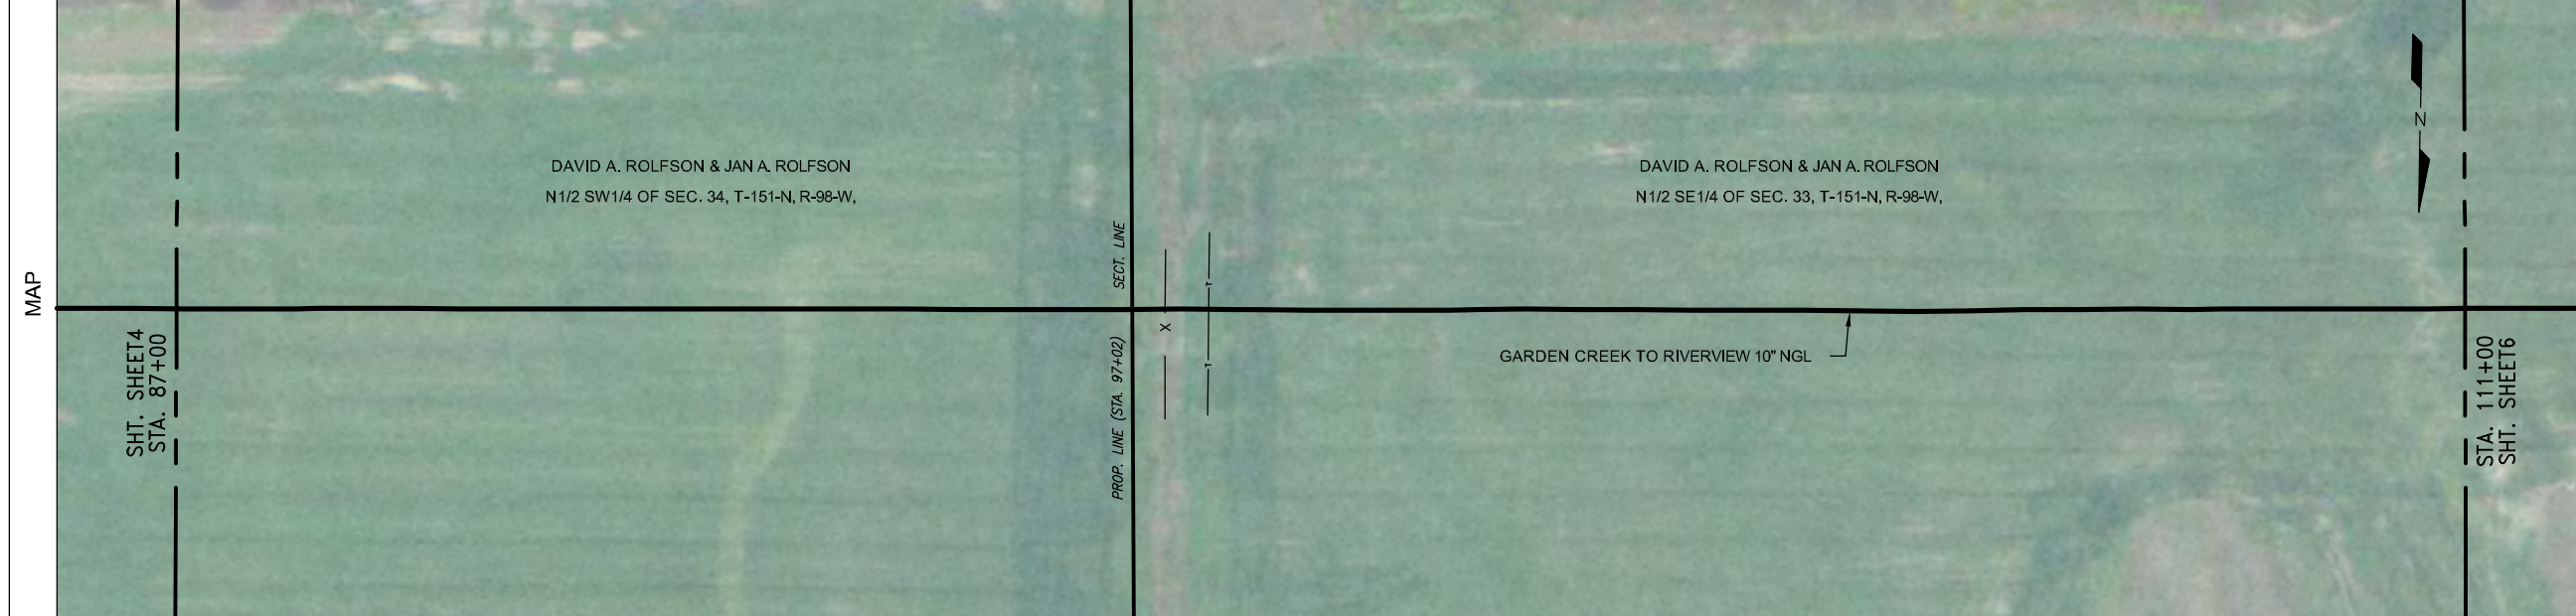 MAP
SHT. SHEET4
STA. 87+00
DAVID A. ROLFSON & JAN A. ROLFSON
N1/2 SW1/4 OF SEC. 34, T-151-N, R-98-W,
SECT. LINE
PROP. LINE (STA. 97+02)
X
T
T
DAVID A. ROLFSON & JAN A. ROLFSON
N1/2 SE1/4 OF SEC. 33, T-151-N, R-98-W,
GARDEN CREEK TO RIVERVIEW 10" NGL
N
STA. 111+00
SHT. SHEET6